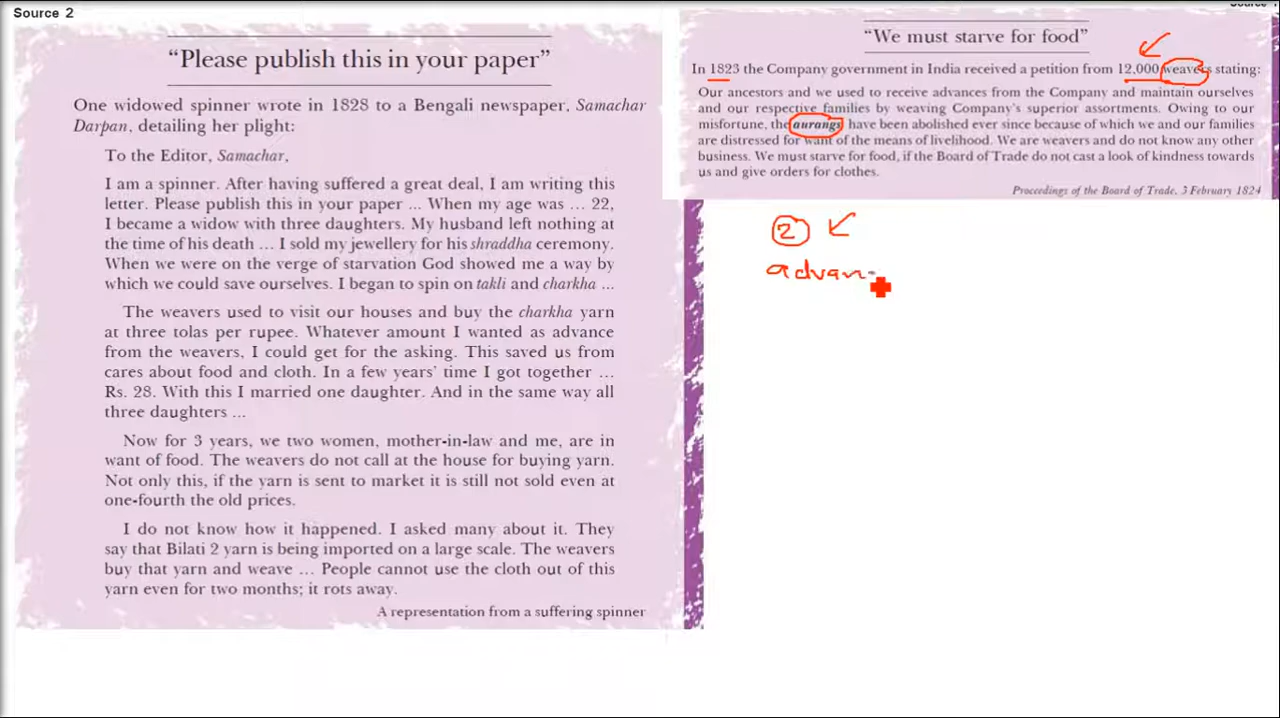 Source 2
“Please publish this in your paper”
One widowed spinner wrote in 1828 to a Bengali newspaper, Samachar
Darpan, detailing her plight:
To the Editor, Samachar,
I am a spinner. After having suffered a great deal, I am writing this
letter. Please publish this in your paper ... When my age was ... 22,
I became a widow with three daughters. My husband left nothing at
the time of his death ... I sold my jewellery for his shraddha ceremony.
When we were on the verge of starvation God showed me a way by
which we could save ourselves. I began to spin on takli and charkha ...
The weavers used to visit our houses and buy the charkha yarn
at three tolas per rupee. Whatever amount I wanted as advance
from the weavers, I could get for the asking. This saved us from
cares about food and cloth. In a few years’ time I got together ...
Rs. 28. With this I married one daughter. And in the same way all
three daughters ...
Now for 3 years, we two women, mother-in-law and me, are in
want of food. The weavers do not call at the house for buying yarn.
Not only this, if the yarn is sent to market it is still not sold even at
one-fourth the old prices.
I do not know how it happened. I asked many about it. They
say that Bilati 2 yarn is being imported on a large scale. The weavers
buy that yarn and weave ... People cannot use the cloth out of this
yarn even for two months; it rots away.
A representation from a suffering spinner
“We must starve for food”
In 1823 the Company government in India received a petition from 12,000 weavers stating:
Our ancestors and we used to receive advances from the Company and maintain ourselves
and our respective families by weaving Company’s superior assortments. Owing to our
misfortune, the aurangs have been abolished ever since because of which we and our families
are distressed for want of the means of livelihood. We are weavers and do not know any other
business. We must starve for food, if the Board of Trade do not cast a look of kindness towards
us and give orders for clothes.
Proceedings of the Board of Trade, 3 February 1824
2
advan